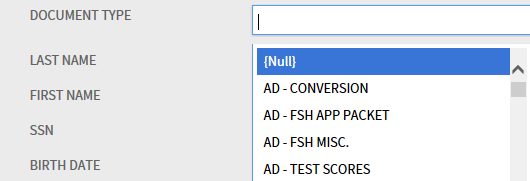 DOCUMENT TYPE
LAST NAME
{Null}
FIRST NAME
AD - CONVERSION
AD - FSH APP PACKET
SSN
AD - FSH MISC.
BIRTH DATE
AD - TEST SCORES